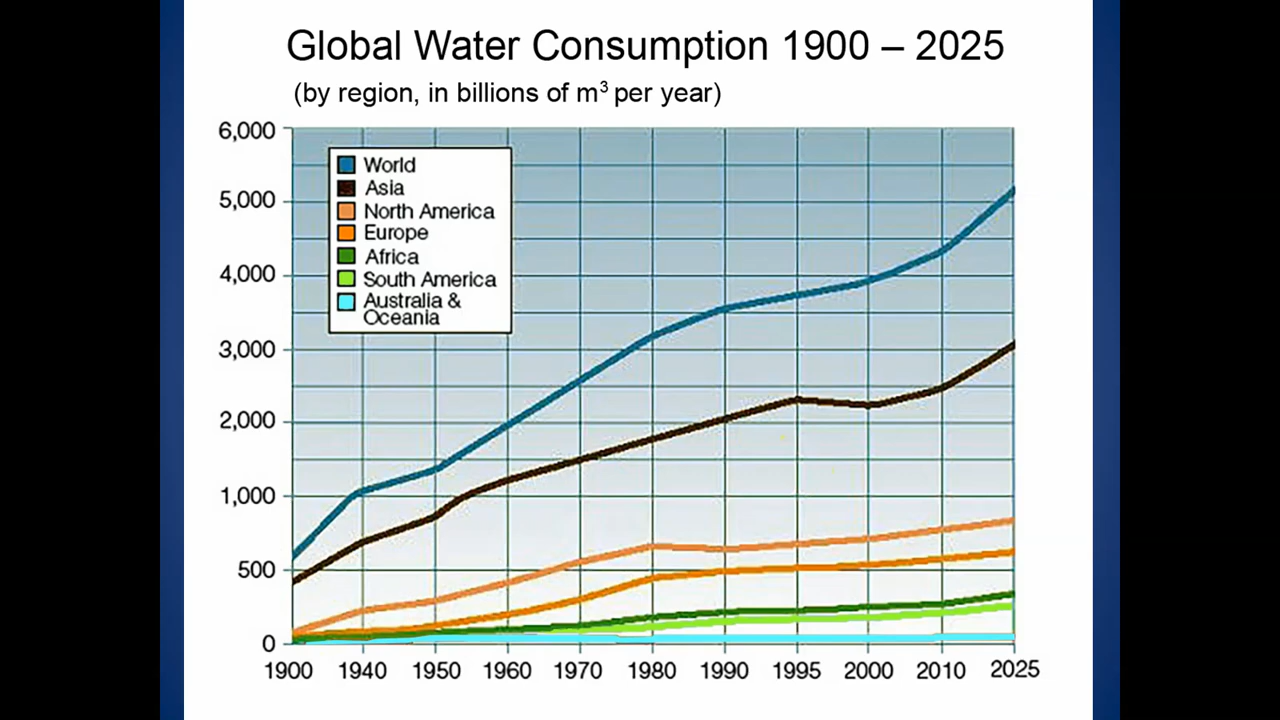 Global Water Consumption 1900 – 2025
(by region, in billions of m³ per year)
6,000
5,000
4,000
3,000
2,000
1,000
500
0
World
Asia
North America
Europe
Africa
South America
Australia &
Oceania
1900 1940 1950 1960 1970 1980 1990 1995 2000 2010 2025